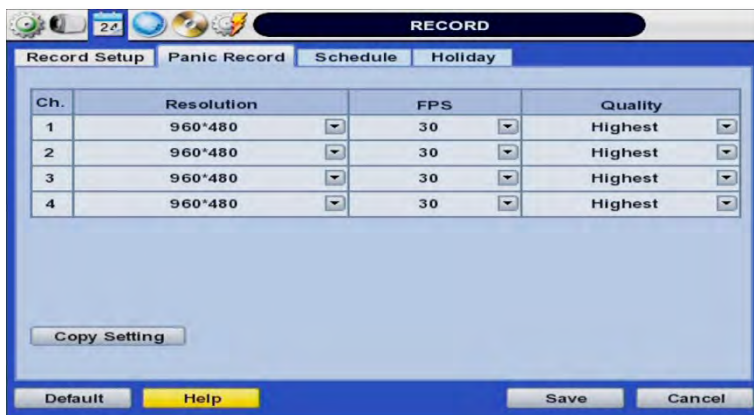 24 RECORD
Record Setup Panic Record Schedule Holiday
Ch. Resolution FPS Quality
1 960*480 30 Highest
2 960*480 30 Highest
3 960*480 30 Highest
4 960*480 30 Highest
Copy Setting
Default Help Save Cancel